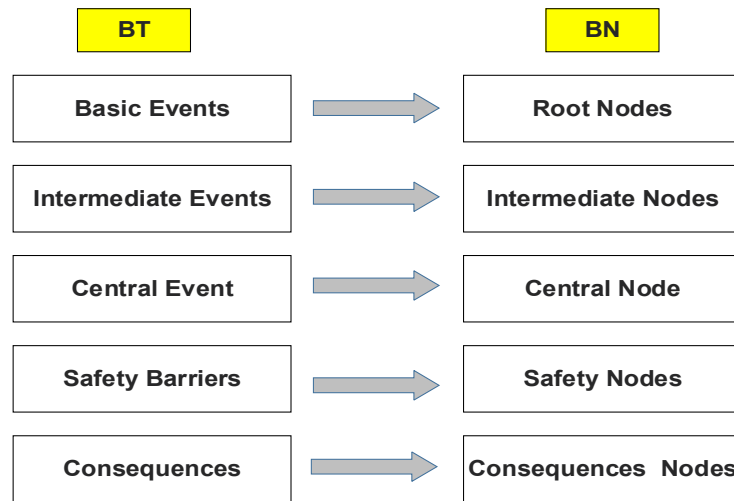 BT BN
Basic Events Root Nodes
Intermediate Events Intermediate Nodes
Central Event Central Node
Safety Barriers Safety Nodes
Consequences Consequences Nodes